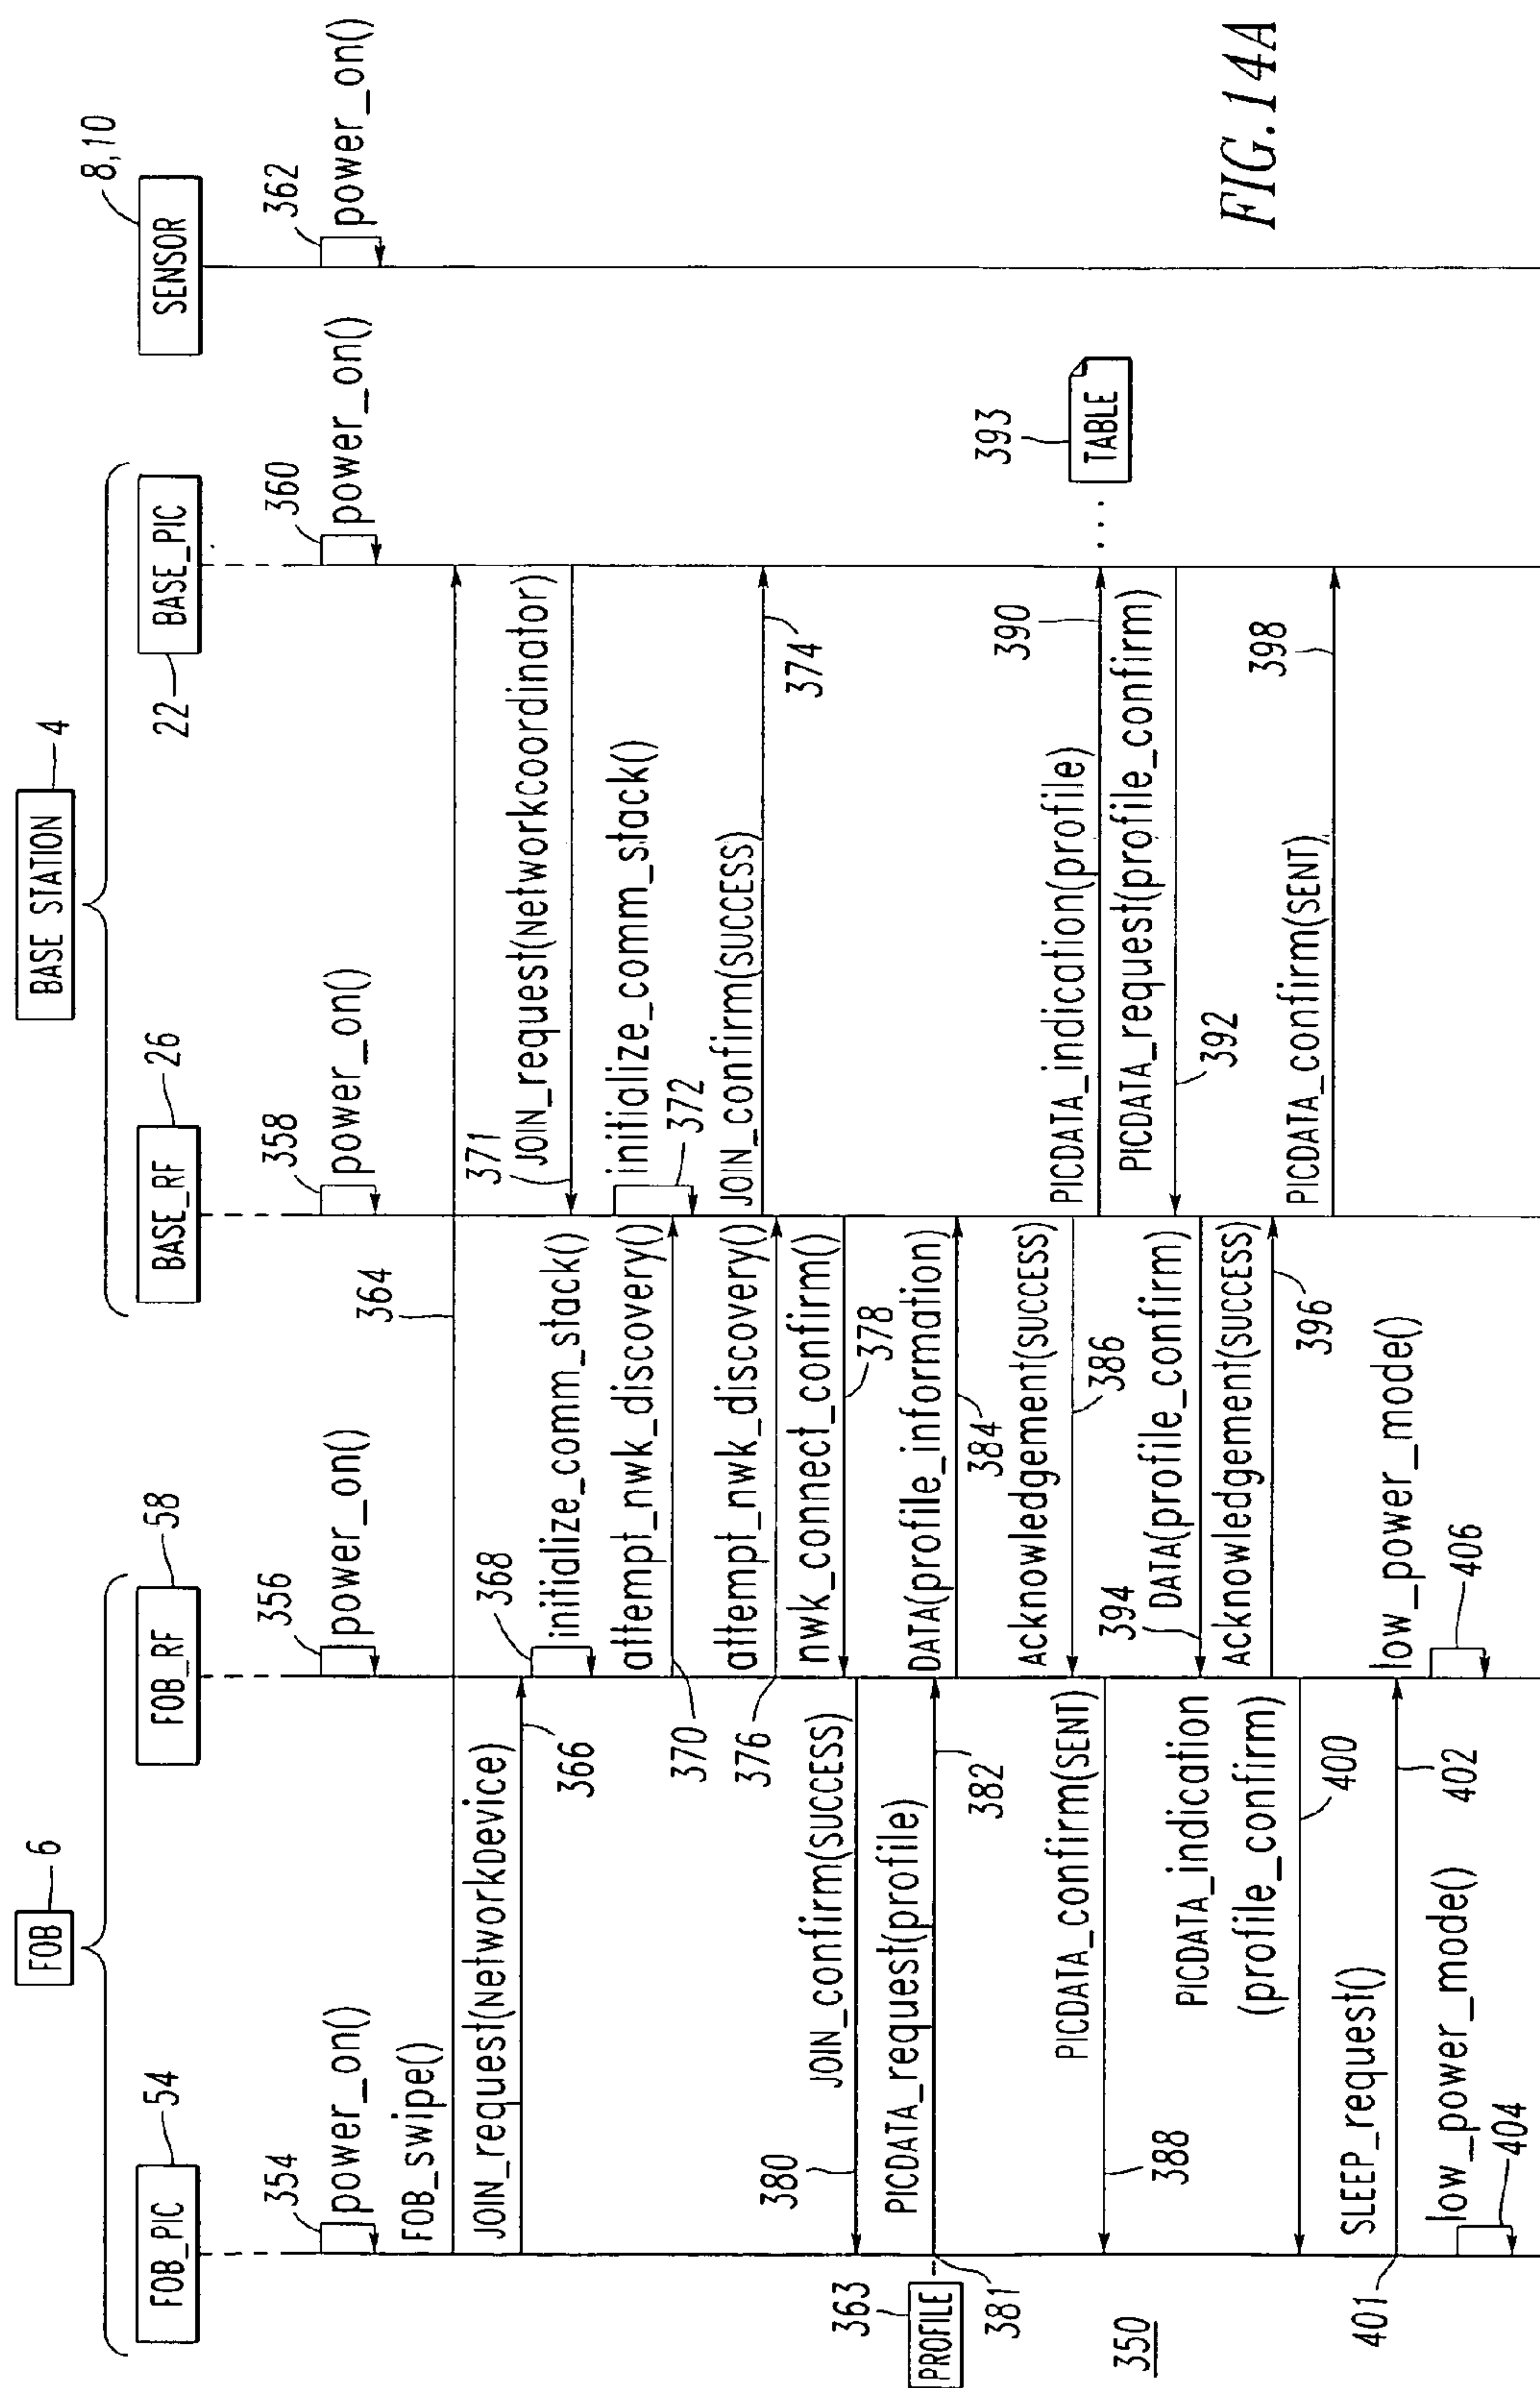 FOB 6
BASE STATION 4
FOB_PIC 54
FOB_RF 58
BASE_RF 26
22 BASE_PIC
SENSOR 8,10
354 power_on()
356 power_on()
358 power_on()
360 power_on()
362 power_on()
FOB_swipe()
364
JOIN_request(NetworkDevice)
366
368
initialize_comm_stack()
371 JOIN_request(Networkcoordinator)
attempt_nwk_discovery()
370
initialize_comm_stack()
372
attempt_nwk_discovery()
376
JOIN_confirm(SUCCESS)
374
nwk_connect_confirm()
378
JOIN_confirm(SUCCESS)
380
363
PROFILE
381
PICDATA_request(profile)
382
DATA(profile_information)
384
Acknowledgement(SUCCESS)
386
PICDATA_confirm(SENT)
388
PICDATA_indication(profile)
390
393
... TABLE
PICDATA_request(profile_confirm)
392
394 DATA(profile_confirm)
Acknowledgement(SUCCESS)
396
PICDATA_confirm(SENT)
398
PICDATA_indication
(profile_confirm)
400
SLEEP_request()
401
402
low_power_mode()
404
low_power_mode()
406
350
FIG.14A